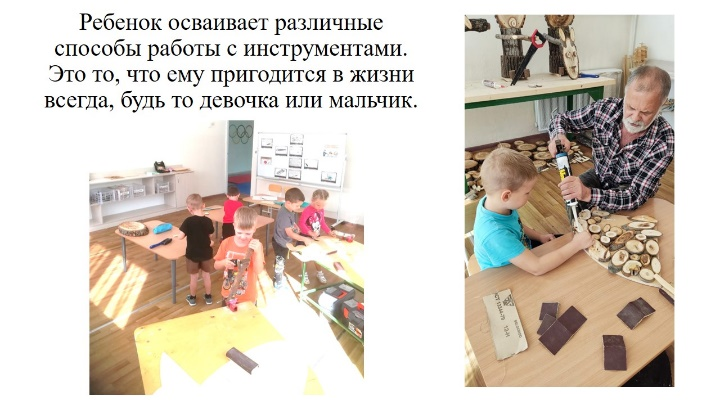 Ребенок осваивает различные
способы работы с инструментами.
Это то, что ему пригодится в жизни
всегда, будь то девочка или мальчик.